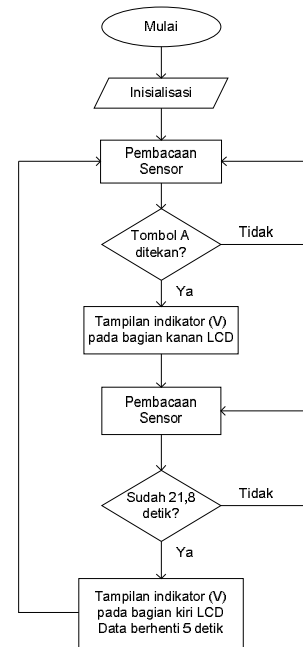 Mulai
Inisialisasi
Pembacaan
Sensor
Tombol A
ditekan?
Tidak
Ya
Tampilan indikator (V)
pada bagian kanan LCD
Pembacaan
Sensor
Sudah 21,8
detik?
Tidak
Ya
Tampilan indikator (V)
pada bagian kiri LCD
Data berhenti 5 detik